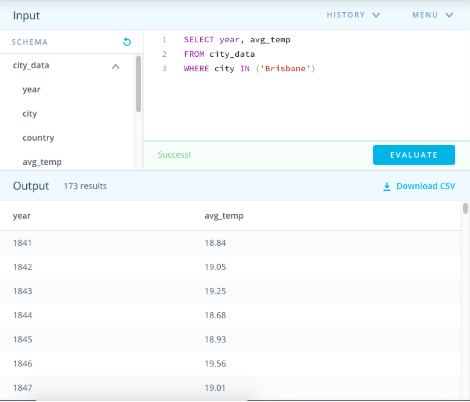 Input
HISTORY
MENU
SCHEMA
city_data
year
city
country
avg_temp
1 SELECT year, avg_temp
2 FROM city_data
3 WHERE city IN ('Brisbane')
Success!
EVALUATE
Output 173 results
Download CSV
year avg_temp
1841 18.84
1842 19.05
1843 19.25
1844 18.68
1845 18.93
1846 19.56
1847 19.01